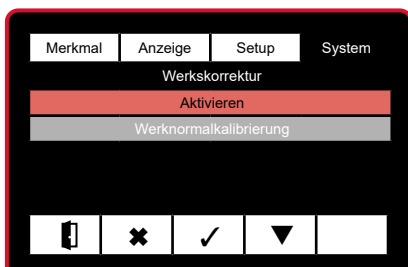 Merkmal Anzeige Setup System
Werkskorrektur
Aktivieren
Werknormalkalibrierung